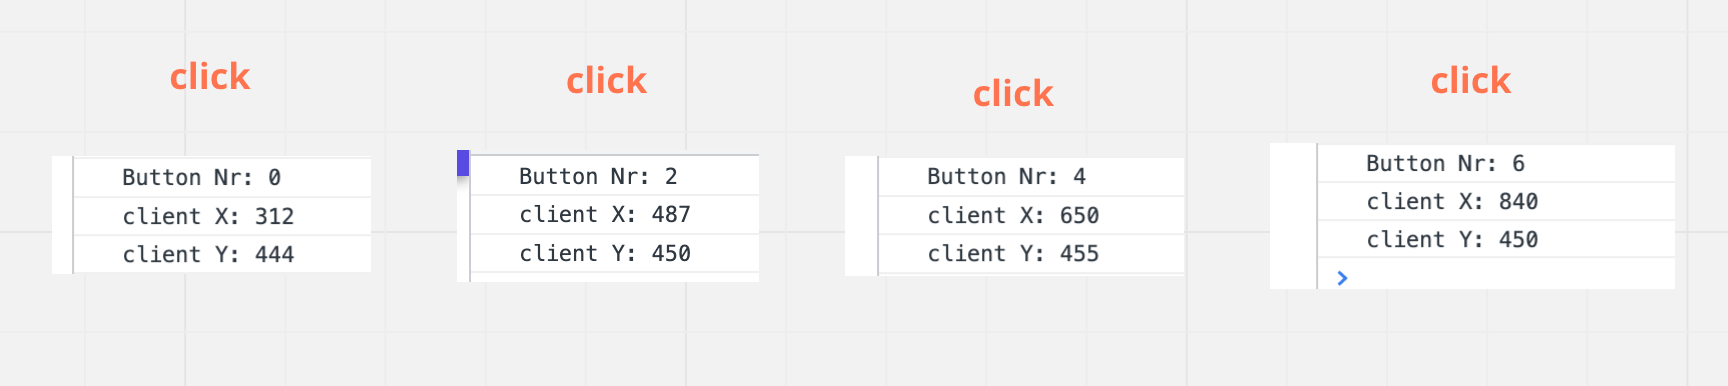 click
Button Nr: 0
client X: 312
client Y: 444
click
Button Nr: 2
client X: 487
client Y: 450
click
Button Nr: 4
client X: 650
client Y: 455
click
Button Nr: 6
client X: 840
client Y: 450